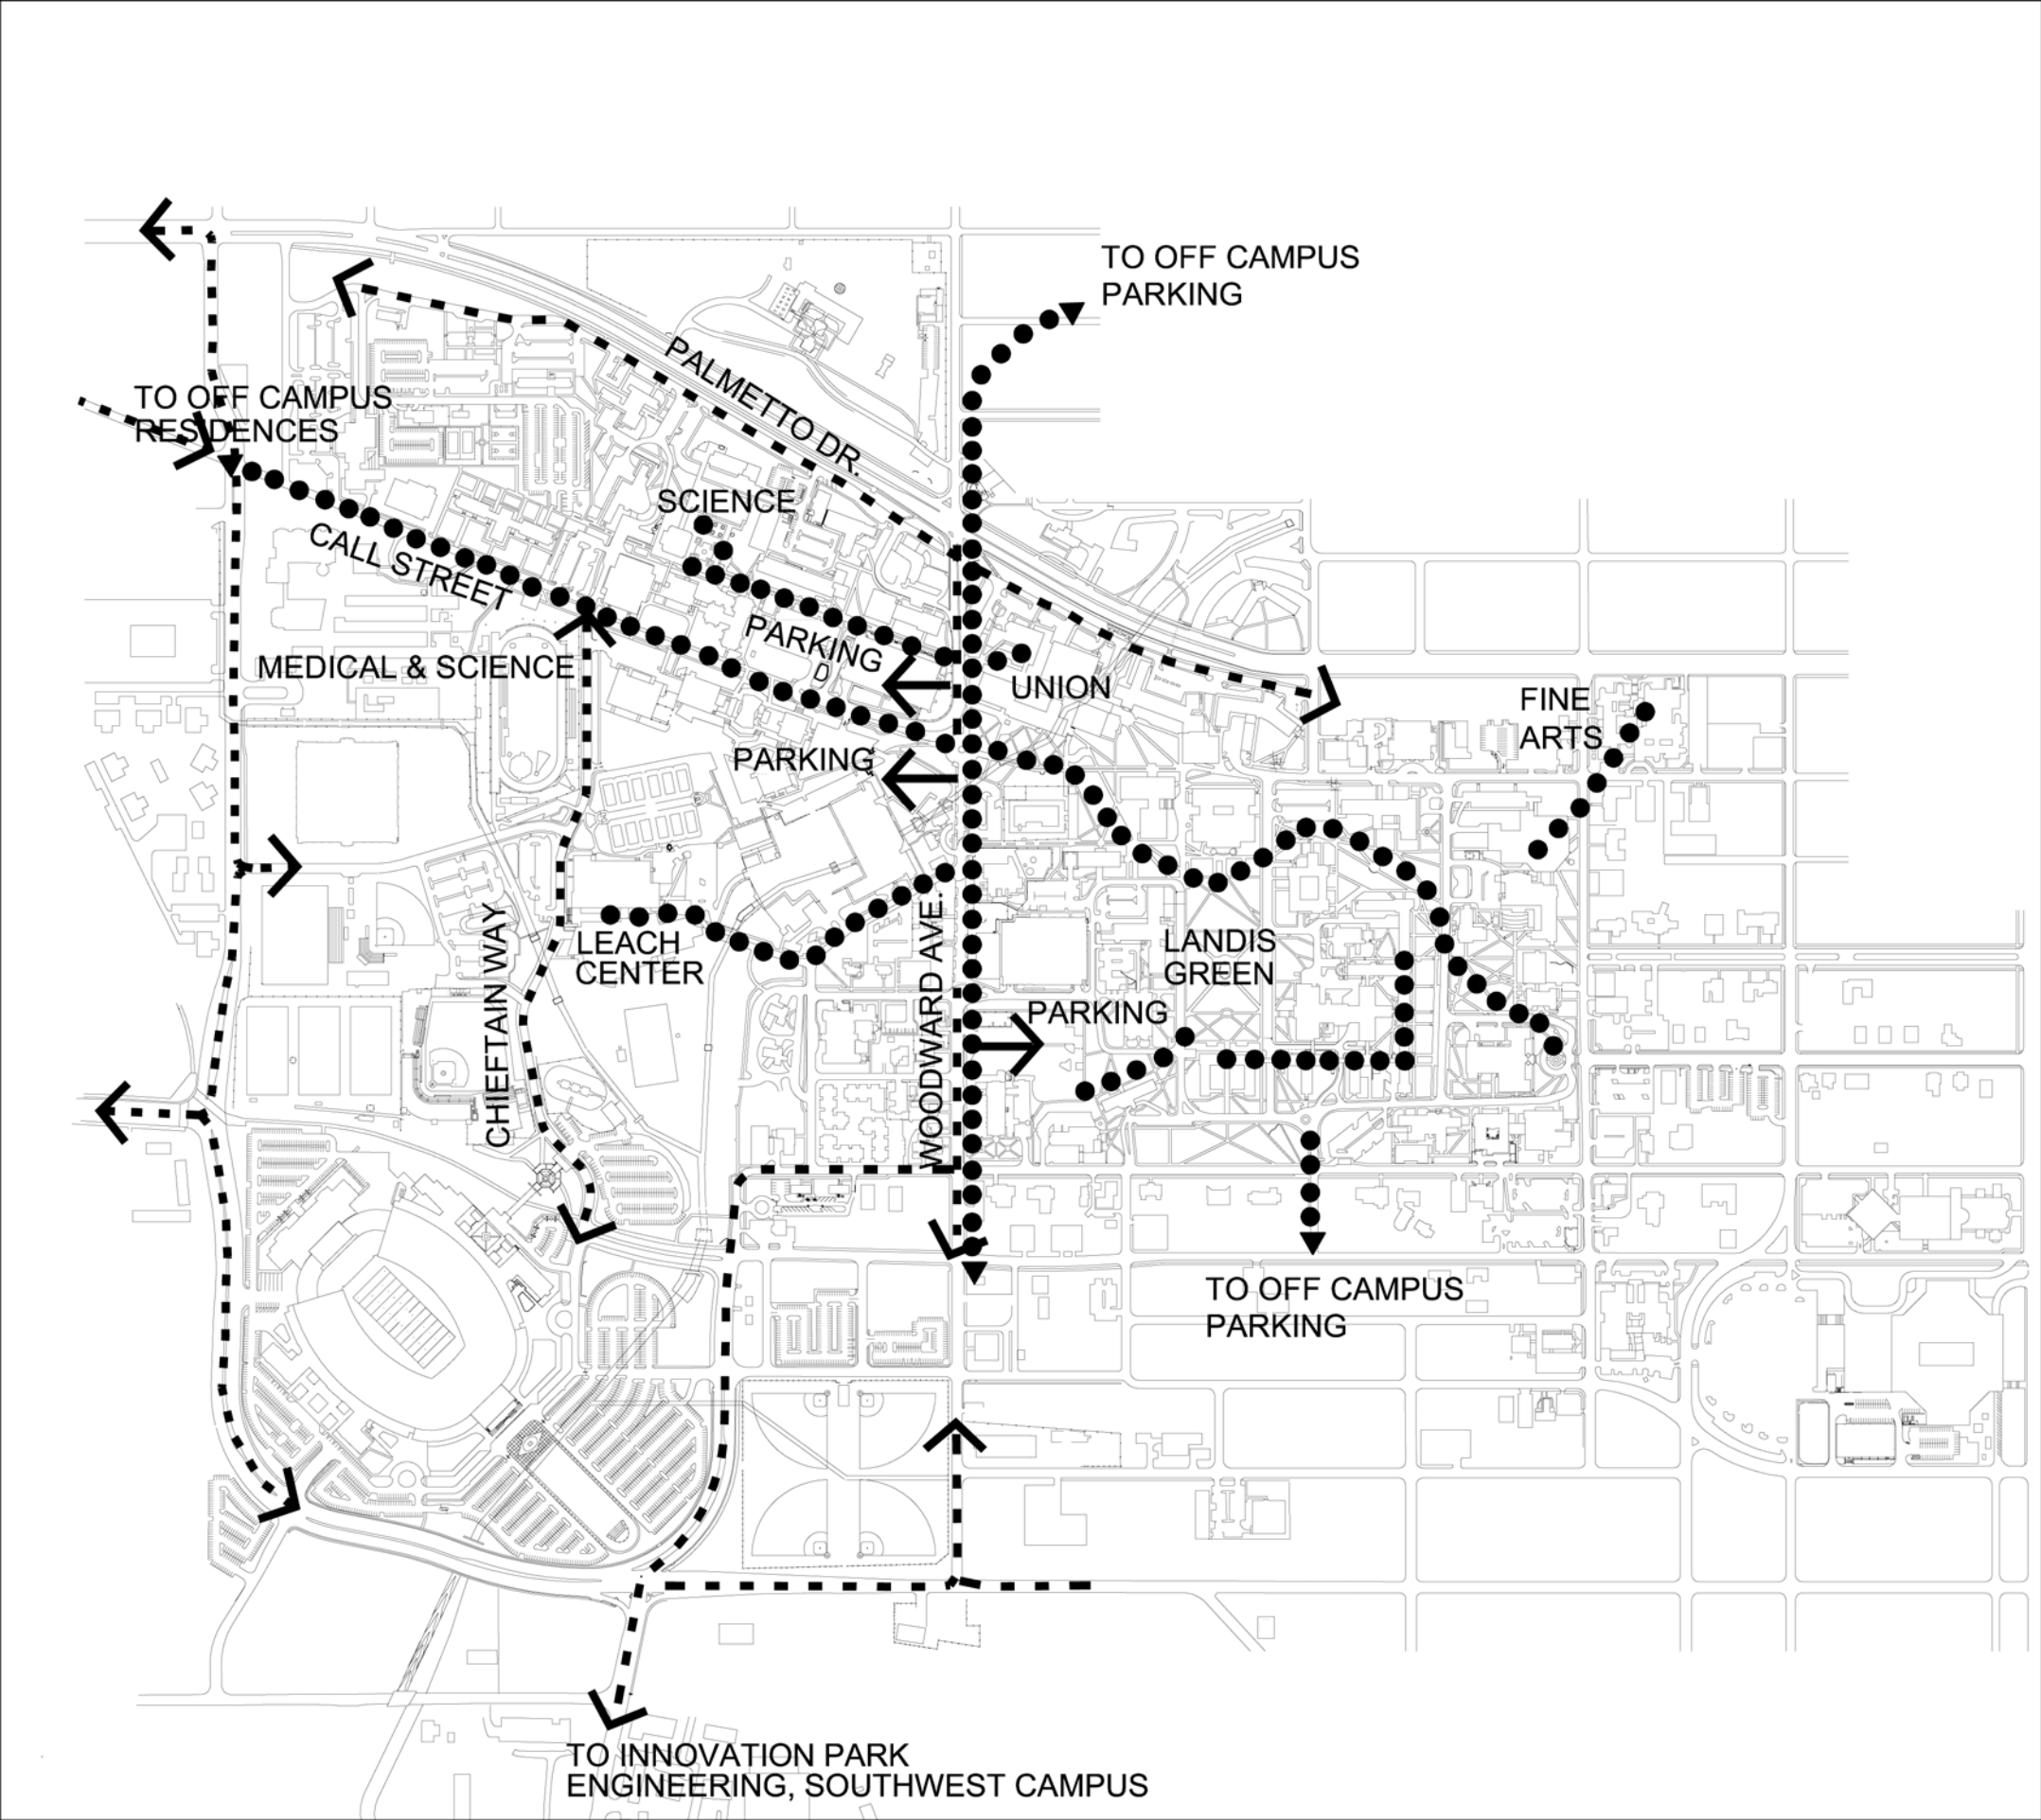 TO OFF CAMPUS
PARKING
PALMETTO DR.
TO OFF CAMPUS
RESIDENCES
SCIENCE
CALL STREET
PARKING
D
MEDICAL & SCIENCE
UNION
FINE
ARTS
PARKING
LEACH
CENTER
CHIEFTAIN WAY
WOODWARD AVE.
LANDIS
GREEN
PARKING
TO OFF CAMPUS
PARKING
TO INNOVATION PARK
ENGINEERING, SOUTHWEST CAMPUS